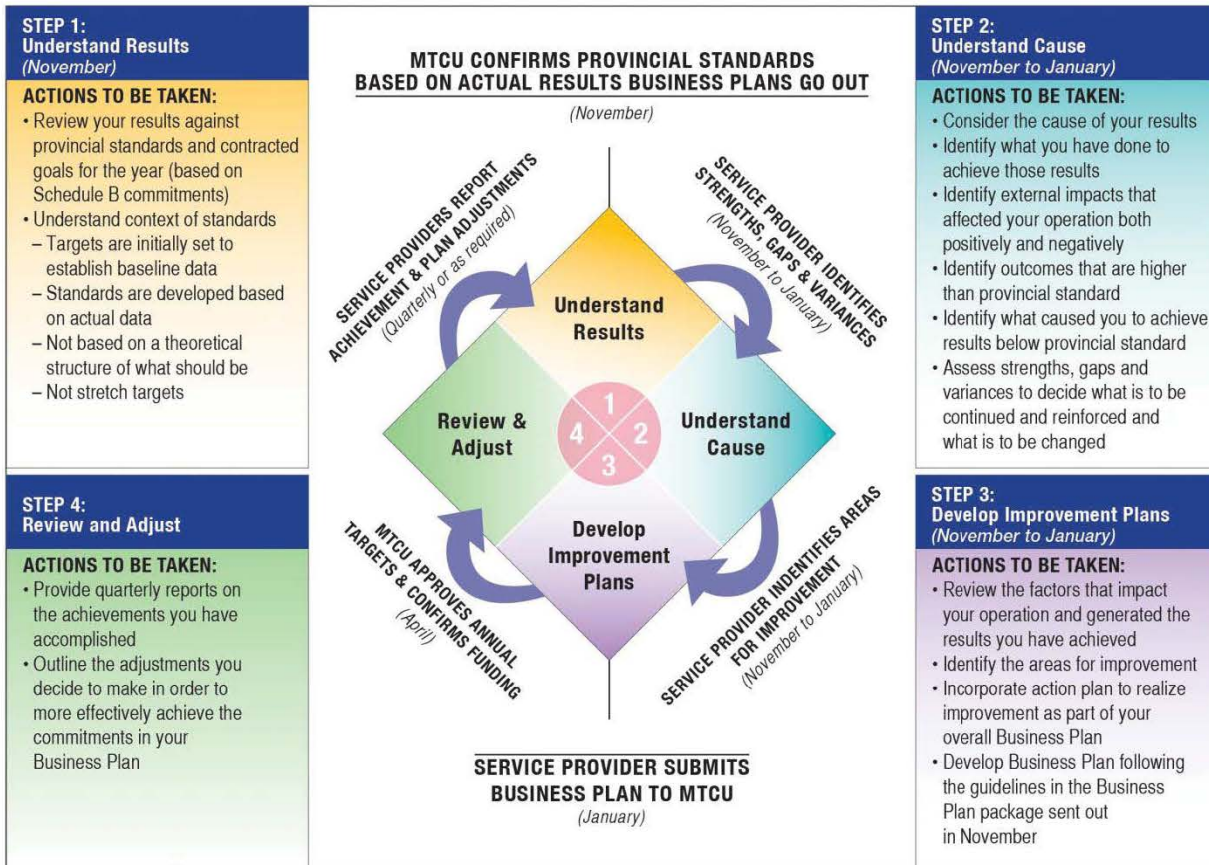 STEP 1:
Understand Results
(November)
ACTIONS TO BE TAKEN:
• Review your results against
provincial standards and contracted
goals for the year (based on
Schedule B commitments)
• Understand context of standards
– Targets are initially set to
establish baseline data
– Standards are developed based
on actual data
– Not based on a theoretical
structure of what should be
– Not stretch targets
MTCU CONFIRMS PROVINCIAL STANDARDS
BASED ON ACTUAL RESULTS BUSINESS PLANS GO OUT
(November)
STEP 2:
Understand Cause
(November to January)
ACTIONS TO BE TAKEN:
• Consider the cause of your results
• Identify what you have done to
achieve those results
• Identify external impacts that
affected your operation both
positively and negatively
• Identify outcomes that are higher
than provincial standard
• Identify what caused you to achieve
results below provincial standard
• Assess strengths, gaps and
variances to decide what is to be
continued and reinforced and
what is to be changed
SERVICE PROVIDERS REPORT
ACHIEVEMENT & PLAN ADJUSTMENTS
(Quarterly or as required)
SERVICE PROVIDER IDENTIFIES
STRENGTHS, GAPS & VARIANCES
(November to January)
Understand
Results
Review &
Adjust
1
4 2
3
Understand
Cause
Develop
Improvement
Plans
MTCU APPROVES ANNUAL
TARGETS & CONFIRMS FUNDING
(April)
SERVICE PROVIDER INDENTIFIES AREAS
FOR IMPROVEMENT
(November to January)
STEP 4:
Review and Adjust
ACTIONS TO BE TAKEN:
• Provide quarterly reports on
the achievements you have
accomplished
• Outline the adjustments you
decide to make in order to
more effectively achieve the
commitments in your
Business Plan
SERVICE PROVIDER SUBMITS
BUSINESS PLAN TO MTCU
(January)
STEP 3:
Develop Improvement Plans
(November to January)
ACTIONS TO BE TAKEN:
• Review the factors that impact
your operation and generated the
results you have achieved
• Identify the areas for improvement
• Incorporate action plan to realize
improvement as part of your
overall Business Plan
• Develop Business Plan following
the guidelines in the Business
Plan package sent out
in November